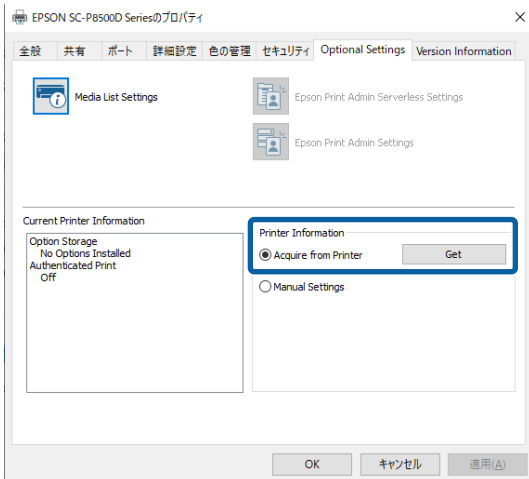 EPSON SC-P8500D Seriesのプロパティ
全般 共有 ポート 詳細設定 色の管理 セキュリティ Optional Settings Version Information
Media List Settings
Epson Print Admin Serverless Settings
Epson Print Admin Settings
Current Printer Information
Option Storage
No Options Installed
Authenticated Print
Off
Printer Information
Acquire from Printer Get
Manual Settings
OK キャンセル 適用(A)